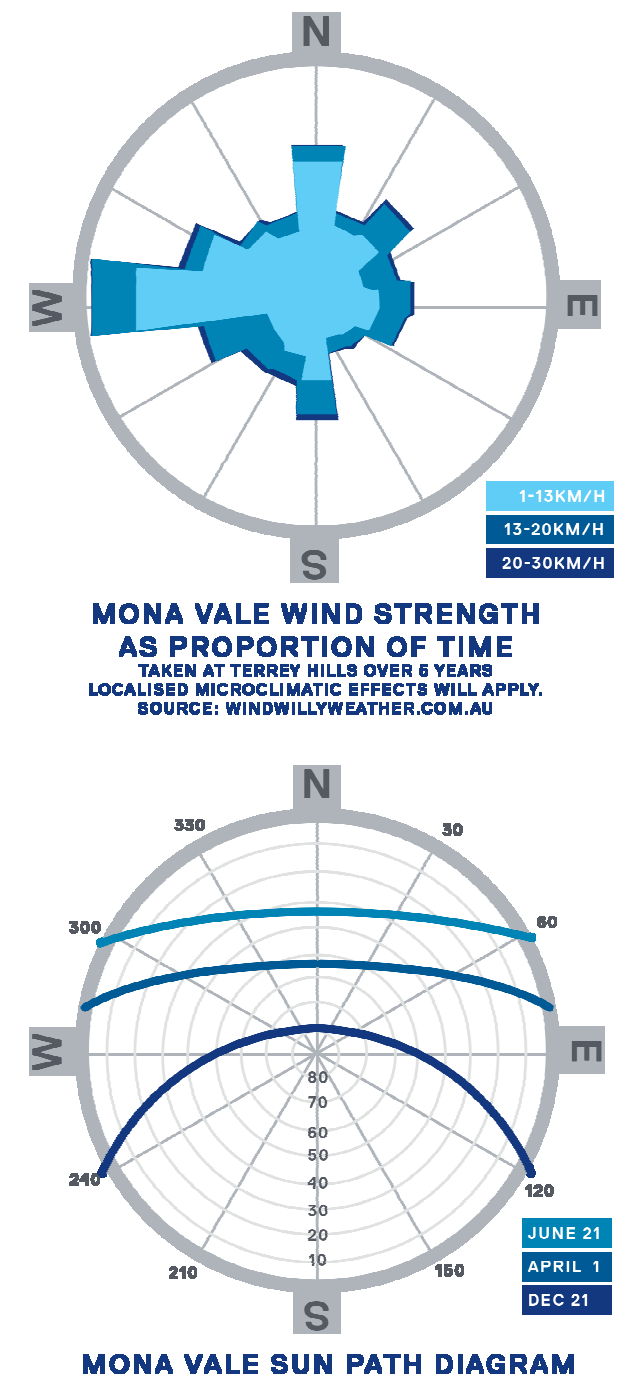 N
W
E
1-13KM/H
13-20KM/H
20-30KM/H
S
MONA VALE WIND STRENGTH
AS PROPORTION OF TIME
TAKEN AT TERREY HILLS OVER 5 YEARS
LOCALISED MICROCLIMATIC EFFECTS WILL APPLY.
SOURCE: WINDWILLYWEATHER.COM.AU
N
330
30
300
60
W
E
80
70
60
50
40
30
20
10
240
120
210
150
JUNE 21
APRIL 1
DEC 21
S
MONA VALE SUN PATH DIAGRAM